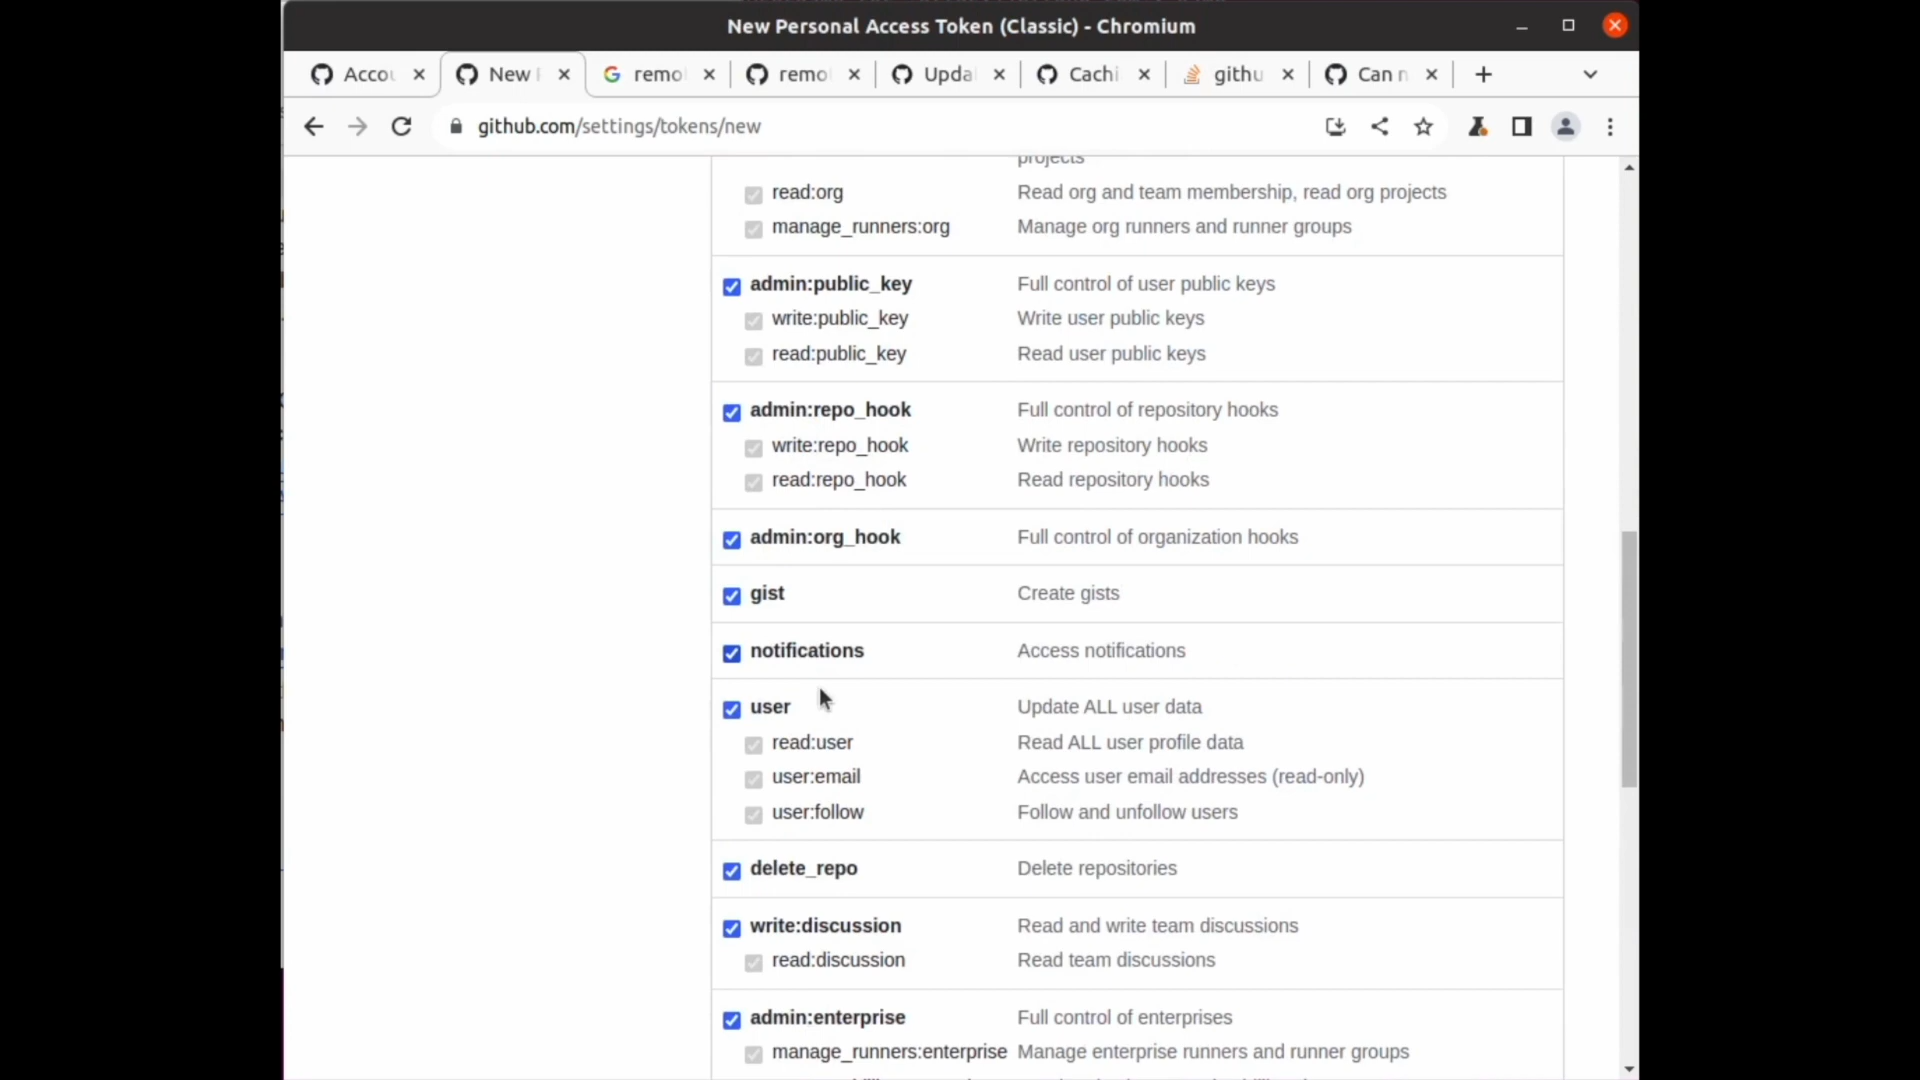 New Personal Access Token (Classic) - Chromium
Accou
New
remo
remo
Upda
Cachi
githu
Can n
github.com/settings/tokens/new
projects
read:org Read org and team membership, read org projects
manage_runners:org Manage org runners and runner groups
admin:public_key Full control of user public keys
write:public_key Write user public keys
read:public_key Read user public keys
admin:repo_hook Full control of repository hooks
write:repo_hook Write repository hooks
read:repo_hook Read repository hooks
admin:org_hook Full control of organization hooks
gist Create gists
notifications Access notifications
user Update ALL user data
read:user Read ALL user profile data
user:email Access user email addresses (read-only)
user:follow Follow and unfollow users
delete_repo Delete repositories
write:discussion Read and write team discussions
read:discussion Read team discussions
admin:enterprise Full control of enterprises
manage_runners:enterprise Manage enterprise runners and runner groups